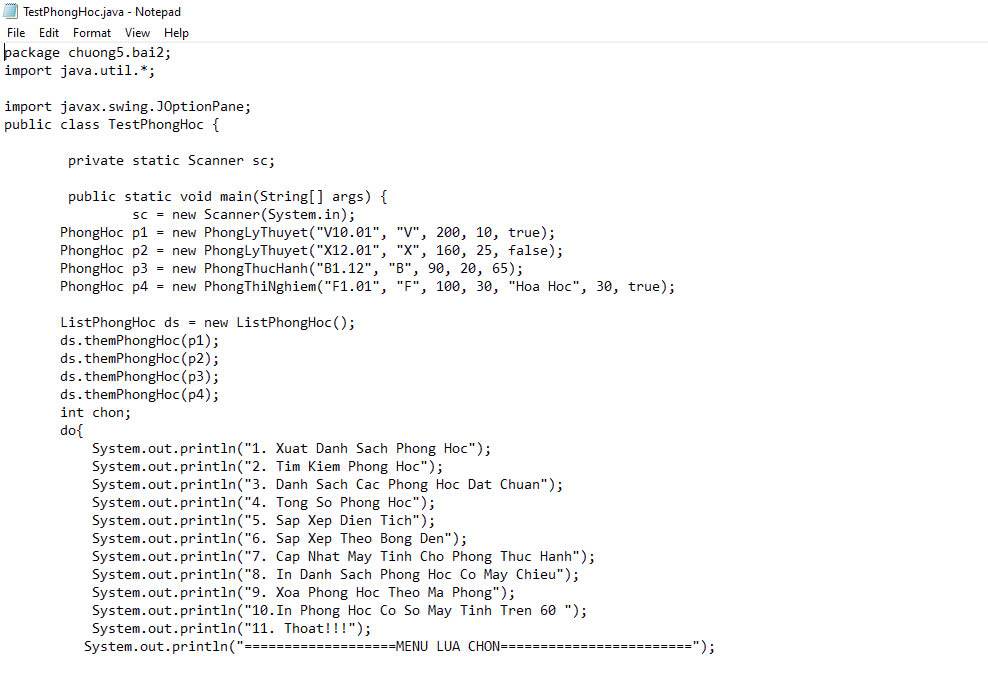 TestPhongHoc.java - Notepad
File Edit Format View Help
package chuong5.bai2;
import java.util.*;
import javax.swing.JOptionPane;
public class TestPhongHoc {
private static Scanner sc;
public static void main(String[] args) {
sc = new Scanner(System.in);
PhongHoc p1 = new PhongLyThuyet("V10.01", "V", 200, 10, true);
PhongHoc p2 = new PhongLyThuyet("X12.01", "X", 160, 25, false);
PhongHoc p3 = new PhongThucHanh("B1.12", "B", 90, 20, 65);
PhongHoc p4 = new PhongThiNghiem("F1.01", "F", 100, 30, "Hoa Hoc", 30, true);
ListPhongHoc ds = new ListPhongHoc();
ds.themPhongHoc(p1);
ds.themPhongHoc(p2);
ds.themPhongHoc(p3);
ds.themPhongHoc(p4);
int chon;
do{
System.out.println("1. Xuat Danh Sach Phong Hoc");
System.out.println("2. Tim Kiem Phong Hoc");
System.out.println("3. Danh Sach Cac Phong Hoc Dat Chuan");
System.out.println("4. Tong So Phong Hoc");
System.out.println("5. Sap Xep Dien Tich");
System.out.println("6. Sap Xep Theo Bong Den");
System.out.println("7. Cap Nhat May Tinh Cho Phong Thuc Hanh");
System.out.println("8. In Danh Sach Phong Hoc Co May Chieu");
System.out.println("9. Xoa Phong Hoc Theo Ma Phong");
System.out.println("10.In Phong Hoc Co So May Tinh Tren 60 ");
System.out.println("11. Thoat!!!");
System.out.println("===================MENU LUA CHON========================");